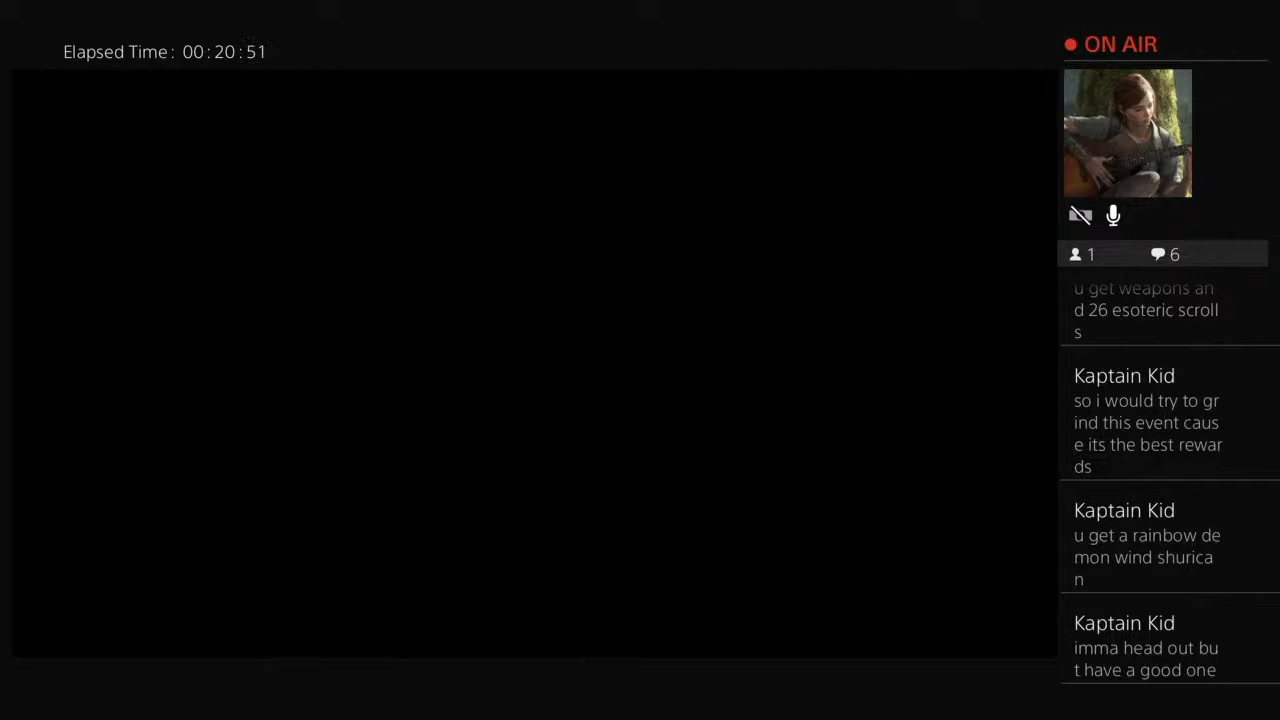 Elapsed Time: 00:20:51
ON AIR
1 6
u get weapons an
d 26 esoteric scroll
s
Kaptain Kid
so i would try to gr
ind this event caus
e its the best rewar
ds
Kaptain Kid
u get a rainbow de
mon wind shurica
n
Kaptain Kid
imma head out bu
t have a good one